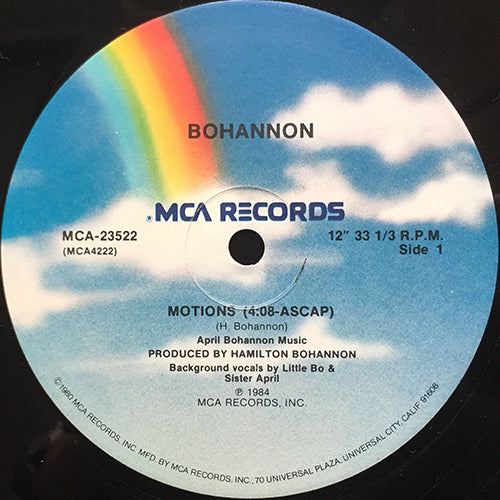 BOHANNON
MCA RECORDS
MCA-23522
(MCA4222)
12" 33 1/3 R.P.M.
Side 1
MOTIONS (4:08-ASCAP)
(H. Bohannon)
April Bohannon Music
PRODUCED BY HAMILTON BOHANNON
Background vocals by Little Bo &
Sister April
℗ 1984
MCA RECORDS, INC.
©1980 MCA RECORDS, INC. MFD. BY MCA RECORDS, INC., 70 UNIVERSAL PLAZA, UNIVERSAL CITY, CALIF. 91608